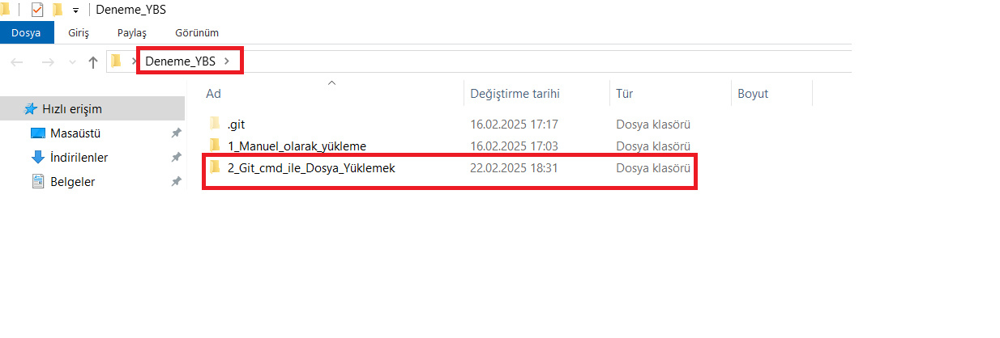 Deneme_YBS
Dosya Giriş Paylaş Görünüm
Deneme_YBS
Ad Değiştirme tarihi Tür Boyut
Hızlı erişim
Masaüstü
İndirilenler
Belgeler
.git 16.02.2025 17:17 Dosya klasörü
1_Manuel_olarak_yükleme 16.02.2025 17:03 Dosya klasörü
2_Git_cmd_ile_Dosya_Yüklemek 22.02.2025 18:31 Dosya klasörü